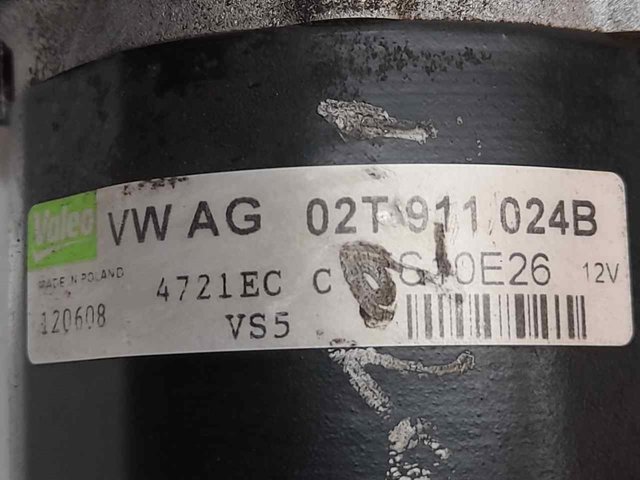 Valeo VW AG 02T 911 024B
MADE IN POLAND 4721EC C 12V
120608 VS5